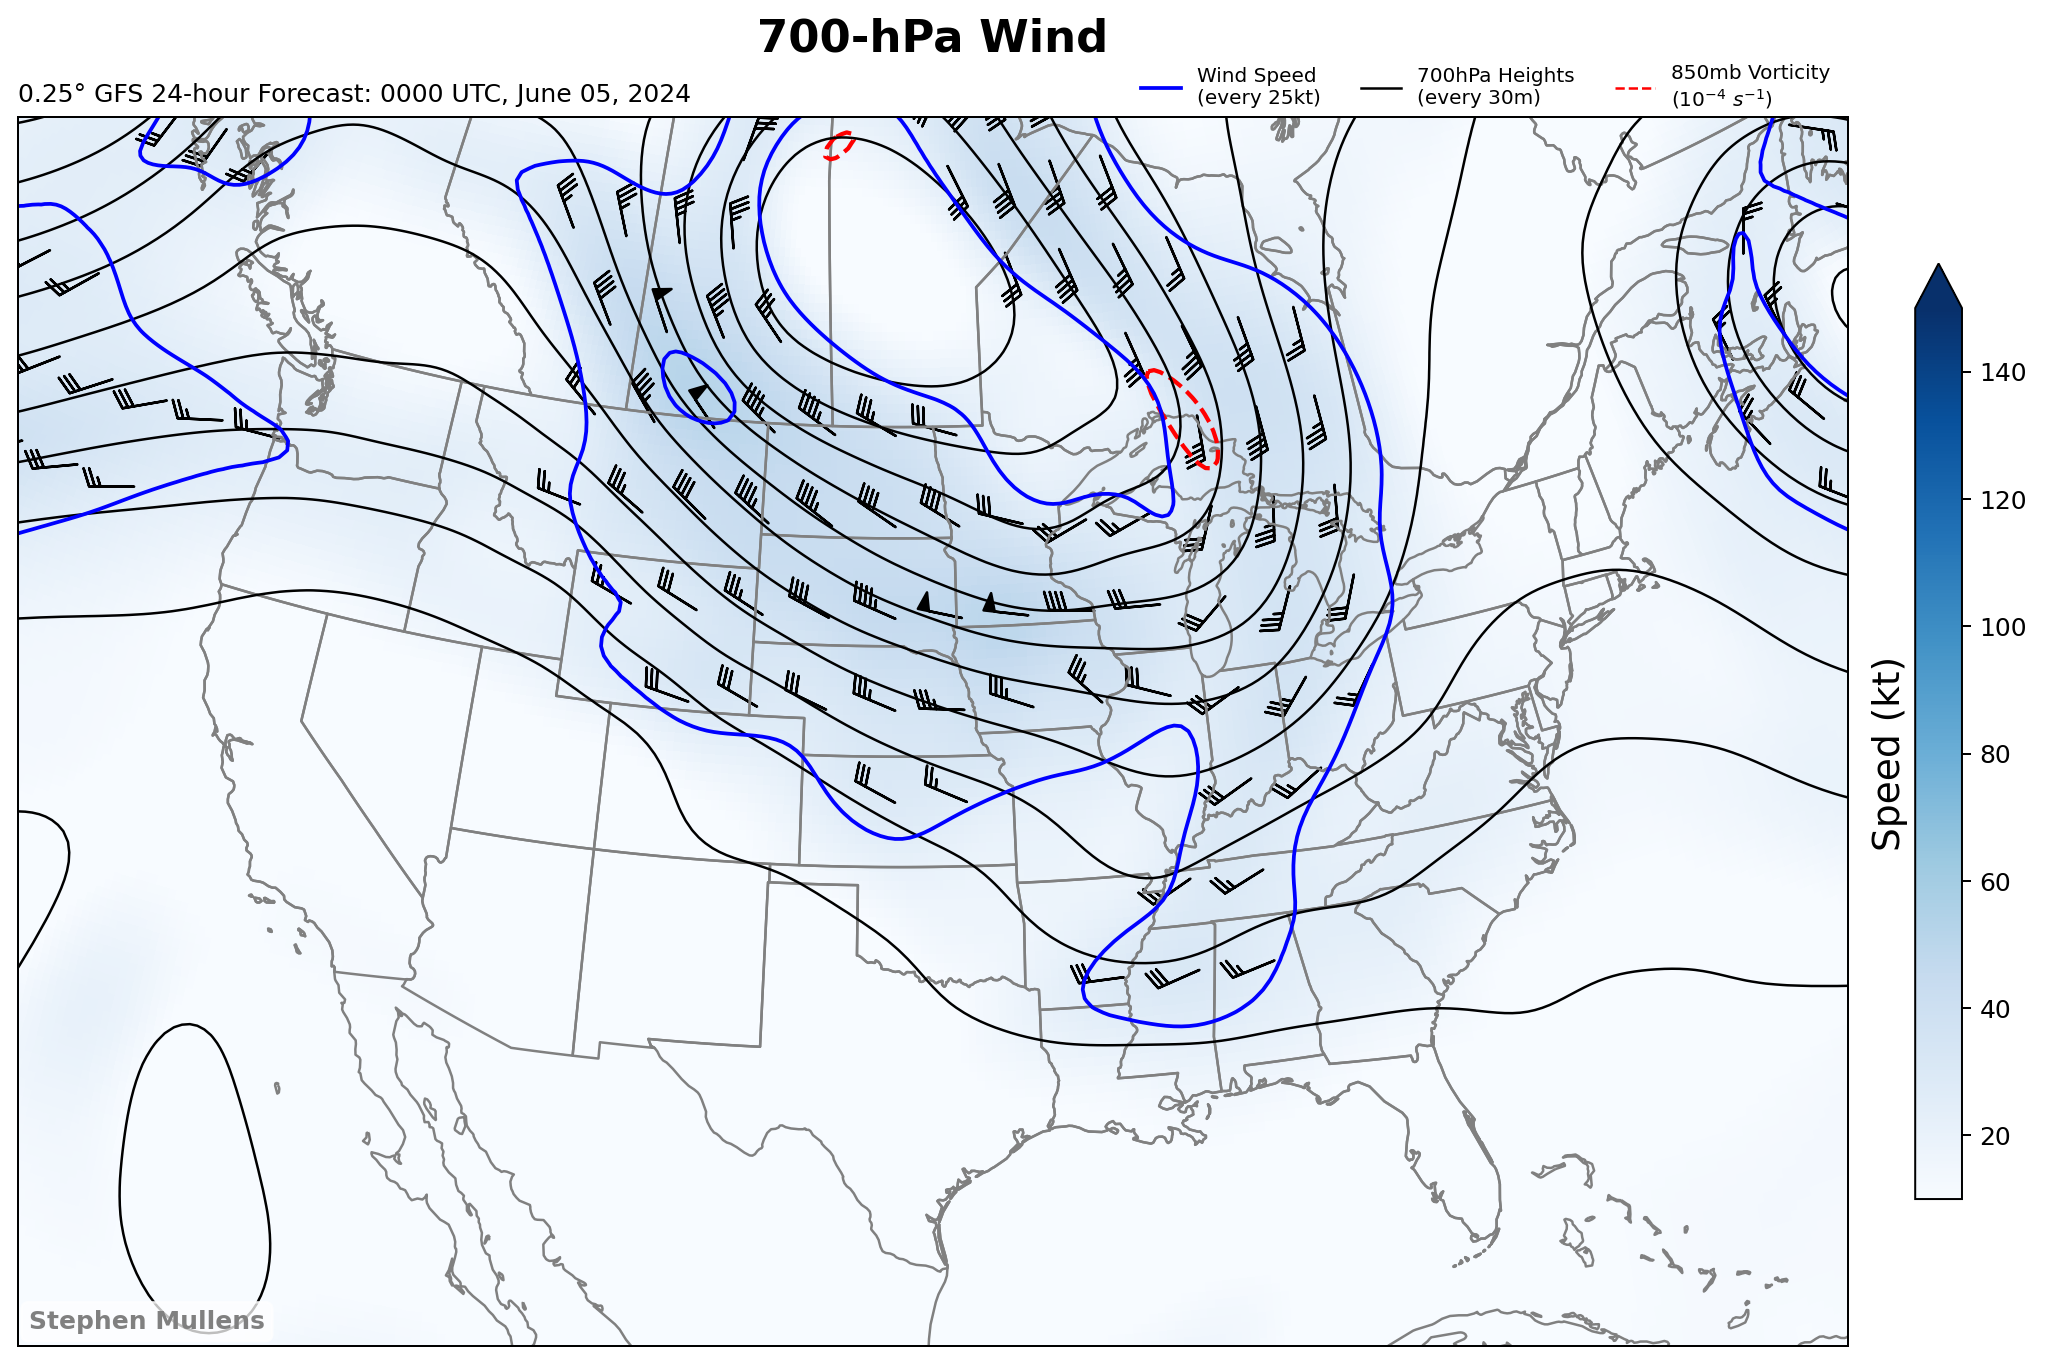 700-hPa Wind
0.25° GFS 24-hour Forecast: 0000 UTC, June 05, 2024
Wind Speed
(every 25kt)
700hPa Heights
(every 30m)
850mb Vorticity
(10⁻⁴ s⁻¹)
140
120
100
80
60
40
20
Speed (kt)
Stephen Mullens